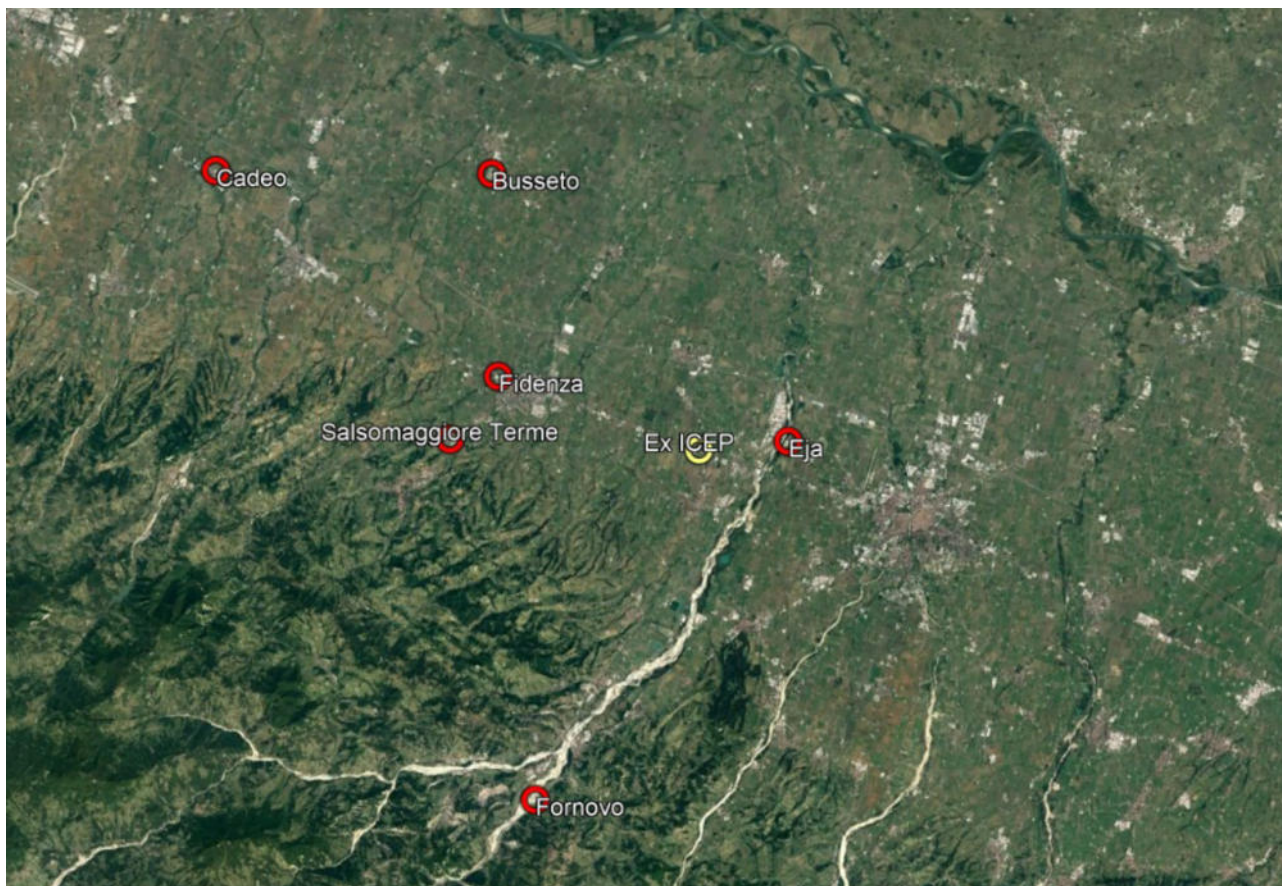 Cadeo
Busseto
Fidenza
Salsomaggiore Terme
Ex ICEP
Eja
Fornovo